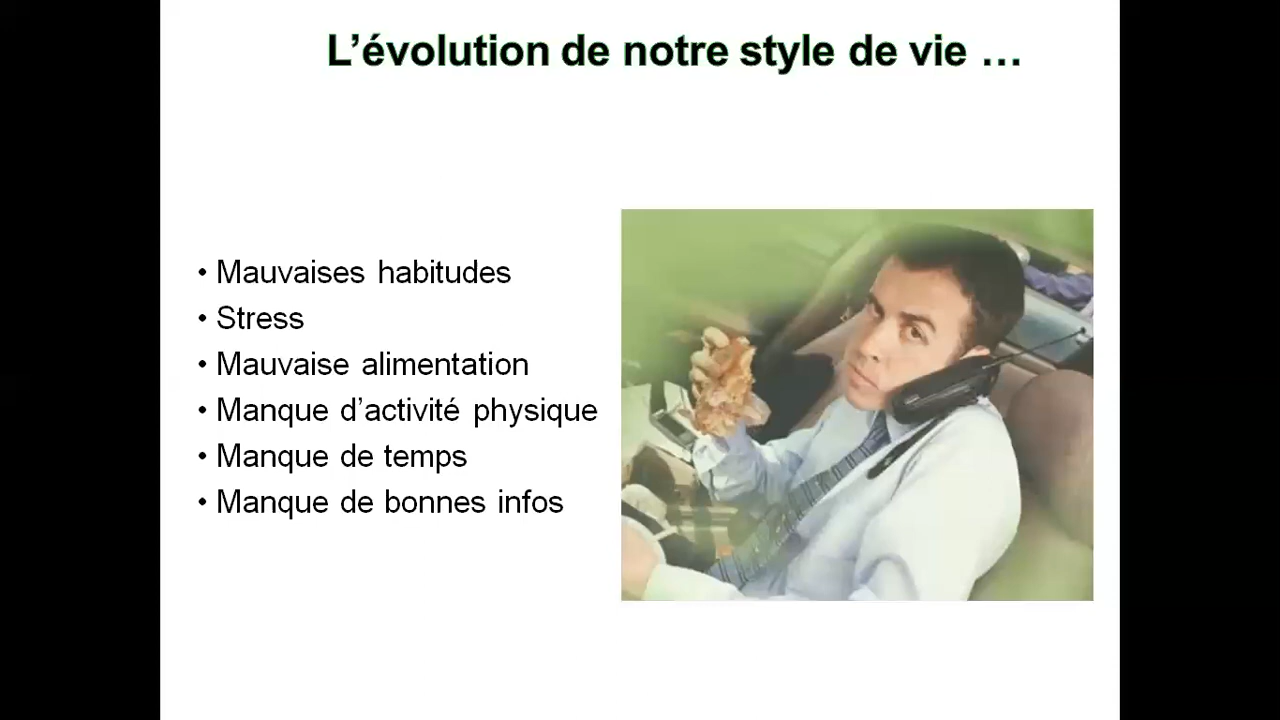 L’évolution de notre style de vie …
• Mauvaises habitudes
• Stress
• Mauvaise alimentation
• Manque d’activité physique
• Manque de temps
• Manque de bonnes infos